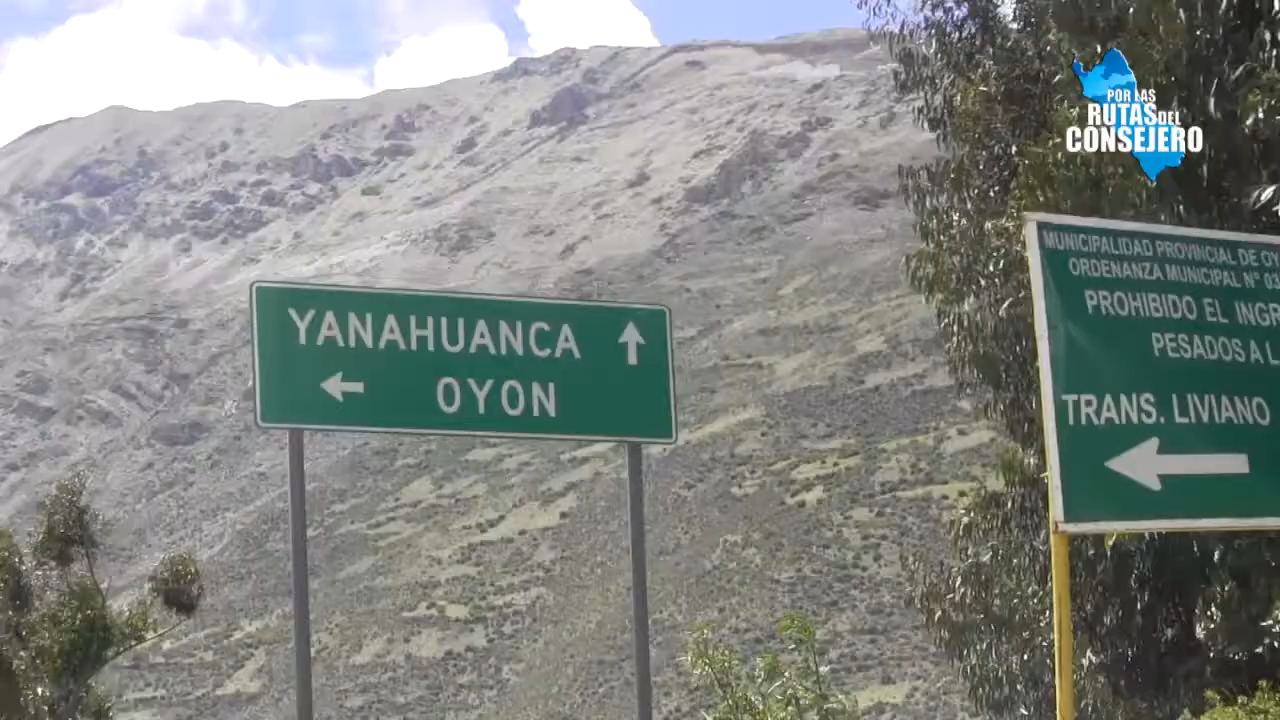 POR LAS
RUTAS DEL
CONSEJERO
YANAHUANCA
OYON
MUNICIPALIDAD PROVINCIAL DE
ORDENANZA MUNICIPAL N°
PROHIBIDO EL
PESADOS A
TRANS. LIVIANO